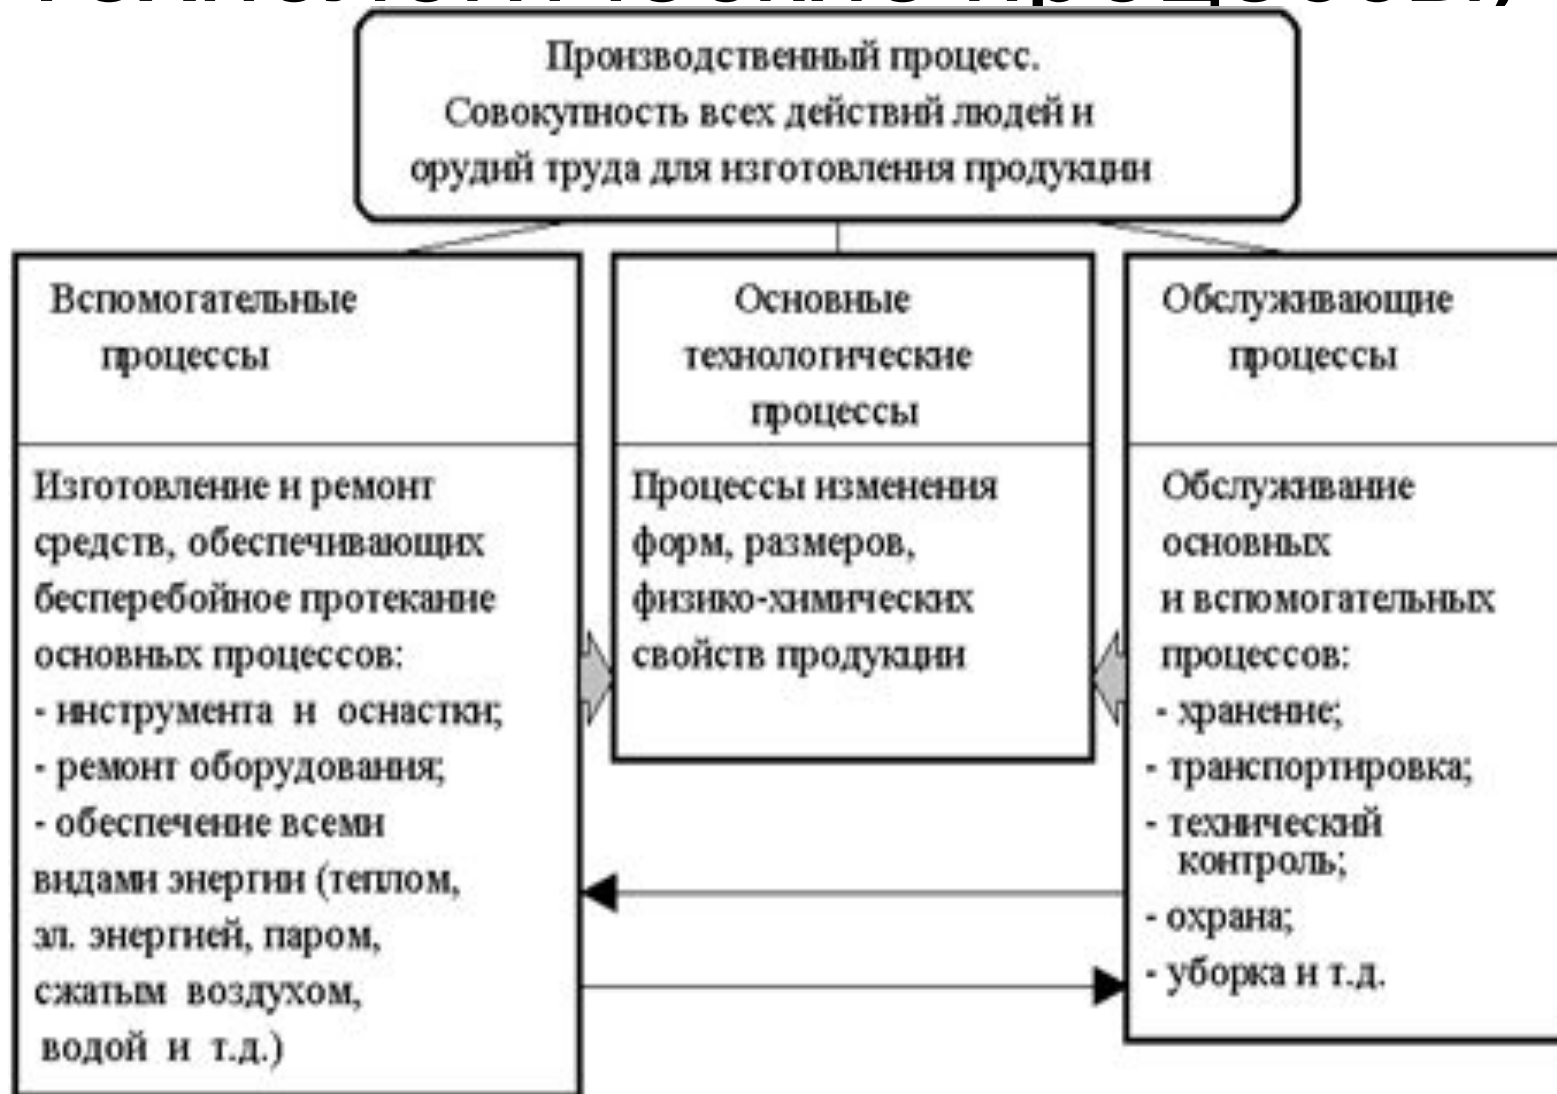 Производственный процесс.
Совокупность всех действий людей и
орудий труда для изготовления продукции
Вспомогательные
процессы
Изготовление и ремонт
средств, обеспечивающих
бесперебойное протекание
основных процессов:
- инструмента и оснастки;
- ремонт оборудования;
- обеспечение всеми
видами энергии (теплом,
эл. энергией, паром,
сжатым воздухом,
водой и т.д.)
Основные
технологические
процессы
Процессы изменения
форм, размеров,
физико-химических
свойств продукции
Обслуживающие
процессы
Обслуживание
основных
и вспомогательных
процессов:
- хранение;
- транспортировка;
- технический
контроль;
- охрана;
- уборка и т.д.